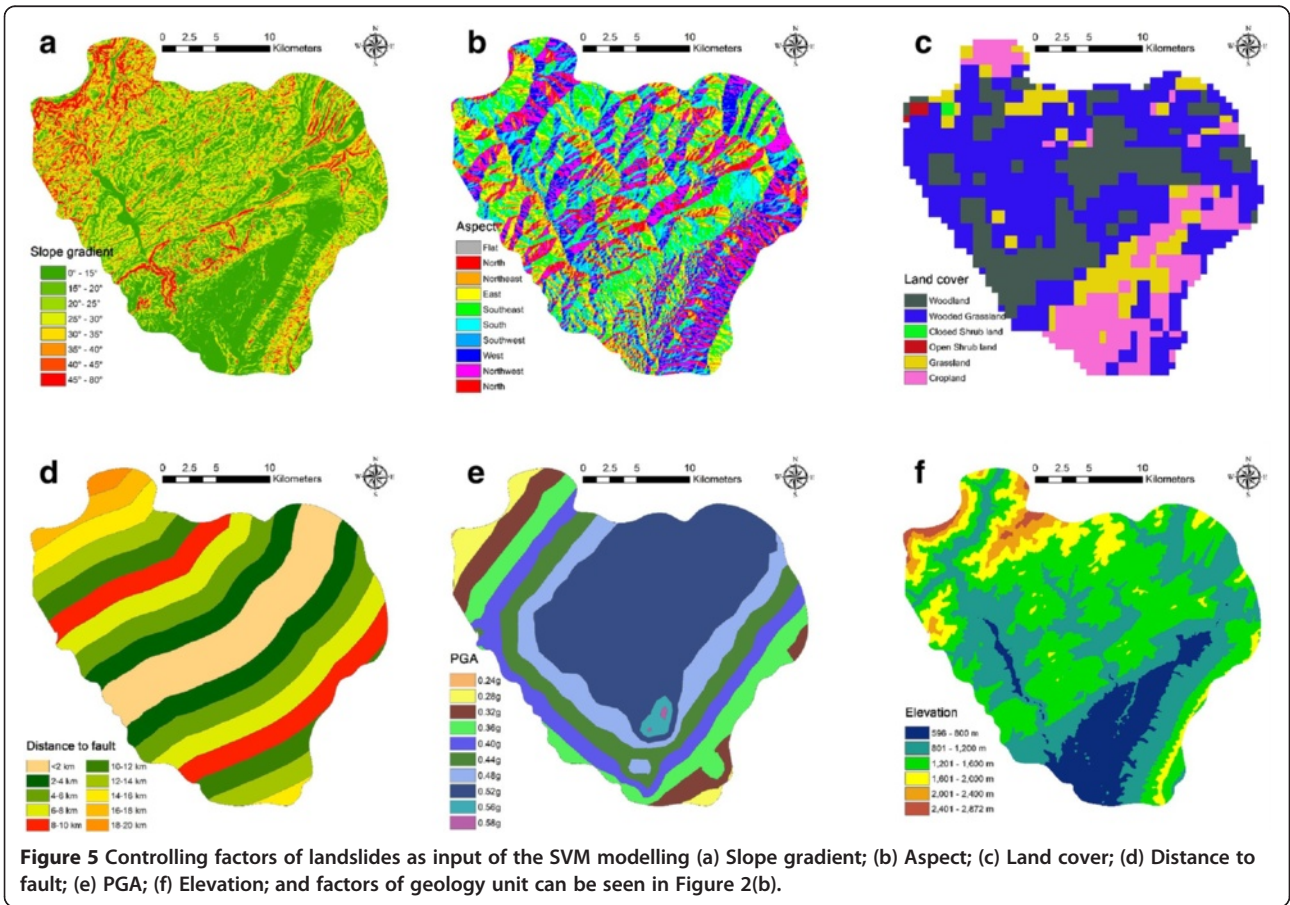 a
0 2.5 5 10
Kilometers
N
W E
S
Slope gradient
0° - 15°
15° - 20°
20° - 25°
25° - 30°
30° - 35°
35° - 40°
40° - 45°
45° - 80°
b
0 2.5 5 10
Kilometers
N
W E
S
Aspect
Flat
North
Northeast
East
Southeast
South
Southwest
West
Northwest
North
c
0 2.5 5 10
Kilometers
N
W E
S
Land cover
Woodland
Wooded Grassland
Closed Shrub land
Open Shrub land
Grassland
Cropland
d
0 2.5 5 10
Kilometers
N
W E
S
Distance to fault
<2 km
2-4 km
4-6 km
6-8 km
8-10 km
10-12 km
12-14 km
14-16 km
16-18 km
18-20 km
e
0 2.5 5 10
Kilometers
N
W E
S
PGA
0.24g
0.28g
0.32g
0.36g
0.40g
0.44g
0.48g
0.52g
0.56g
0.58g
f
0 2.5 5 10
Kilometers
N
W E
S
Elevation
596 - 800 m
801 - 1,200 m
1,201 - 1,600 m
1,601 - 2,000 m
2,001 - 2,400 m
2,401 - 2,872 m
Figure 5 Controlling factors of landslides as input of the SVM modelling (a) Slope gradient; (b) Aspect; (c) Land cover; (d) Distance to
fault; (e) PGA; (f) Elevation; and factors of geology unit can be seen in Figure 2(b).